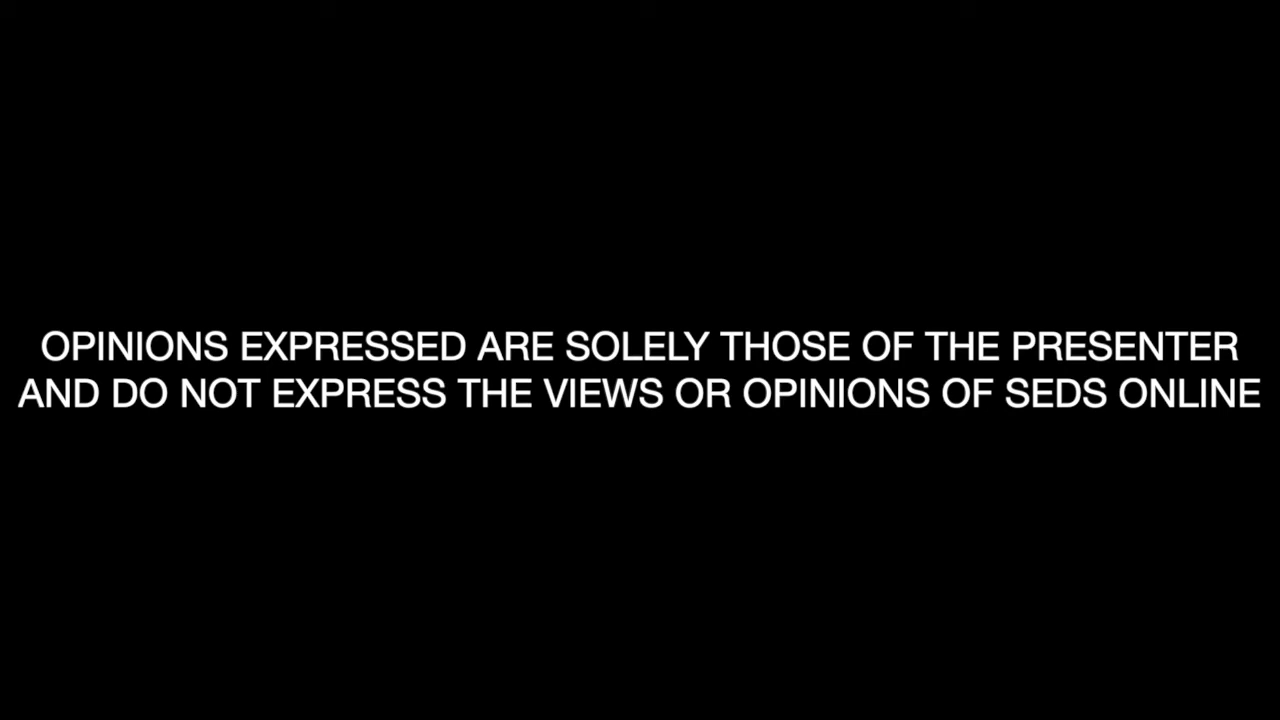 OPINIONS EXPRESSED ARE SOLELY THOSE OF THE PRESENTER
AND DO NOT EXPRESS THE VIEWS OR OPINIONS OF SEDS ONLINE